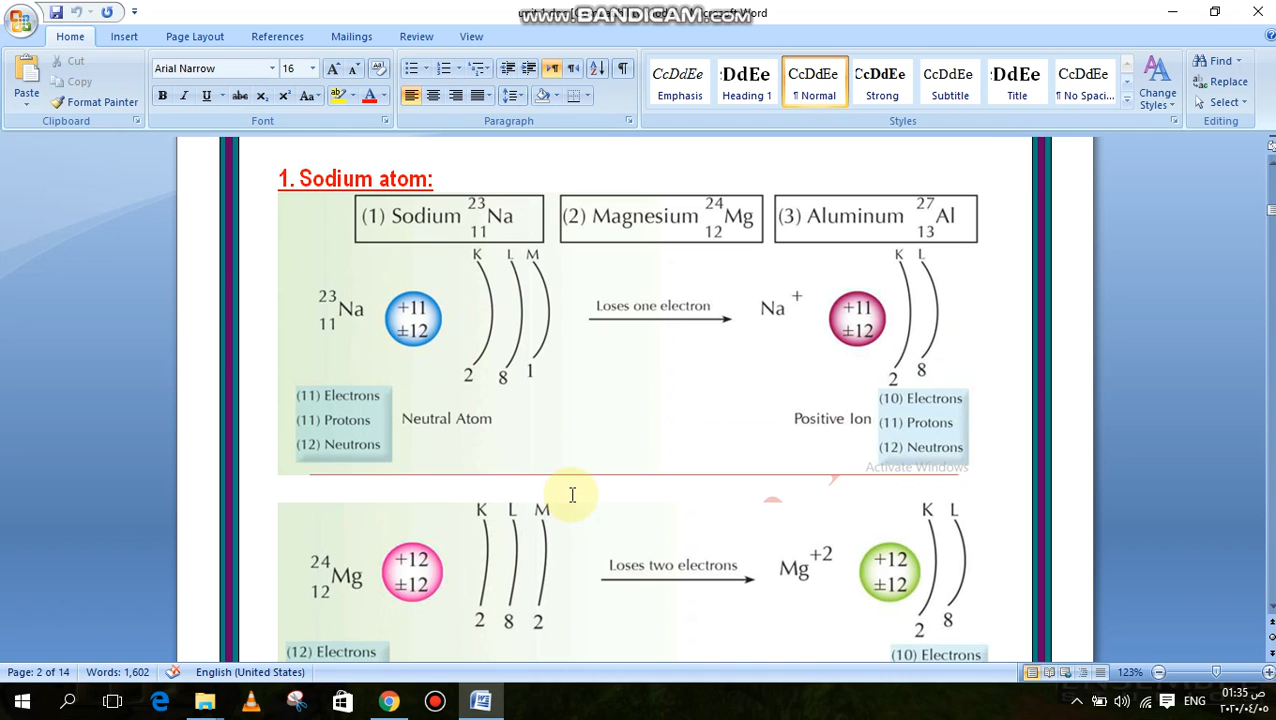 www.BANDICAM.com
Microsoft Word
Home Insert Page Layout References Mailings Review View
Paste
Cut
Copy
Format Painter
Clipboard
Arial Narrow 16
Font
Paragraph
CcDdEe CcDdEe CcDdEe CcDdEe CcDdEe
Emphasis Heading 1 ¶ Normal Strong Subtitle Title ¶ No Spaci...
Change Styles
Styles
Find
Replace
Select
Editing
1. Sodium atom:
(1) Sodium 23 11 Na (2) Magnesium 24 12 Mg (3) Aluminum 27 13 Al
K L M
K L
23 11 Na
+11
±12
Loses one electron
Na +
+11
±12
2 8 1
2 8
(11) Electrons
(11) Protons
(12) Neutrons
Neutral Atom
Positive Ion
(10) Electrons
(11) Protons
(12) Neutrons
Activate Windows
K L M
K L
24 12 Mg
+12
±12
Loses two electrons
Mg +2
+12
±12
2 8 2
2 8
(12) Electrons
(10) Electrons
Page: 2 of 14 Words: 1,602 English (United States) 123%
ENG
01:35 ص
٢٠٢٠/٠٤/٠٥